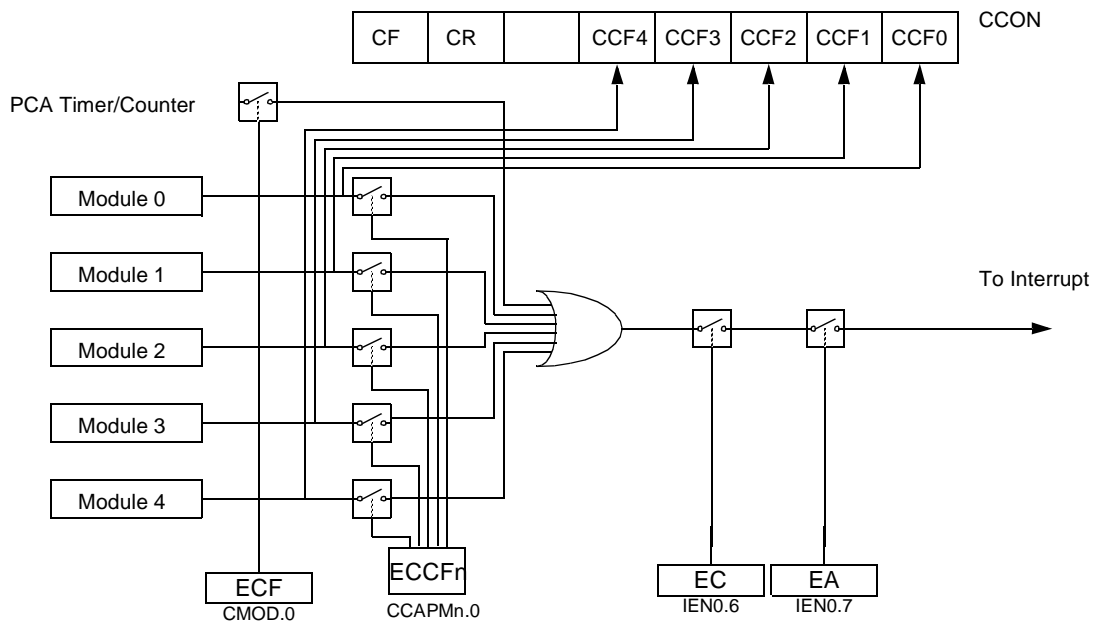 CCON
CF CR CCF4 CCF3 CCF2 CCF1 CCF0
PCA Timer/Counter
Module 0
Module 1
To Interrupt
Module 2
Module 3
Module 4
ECF
CMOD.0
ECCFn
CCAPMn.0
EC
IEN0.6
EA
IEN0.7